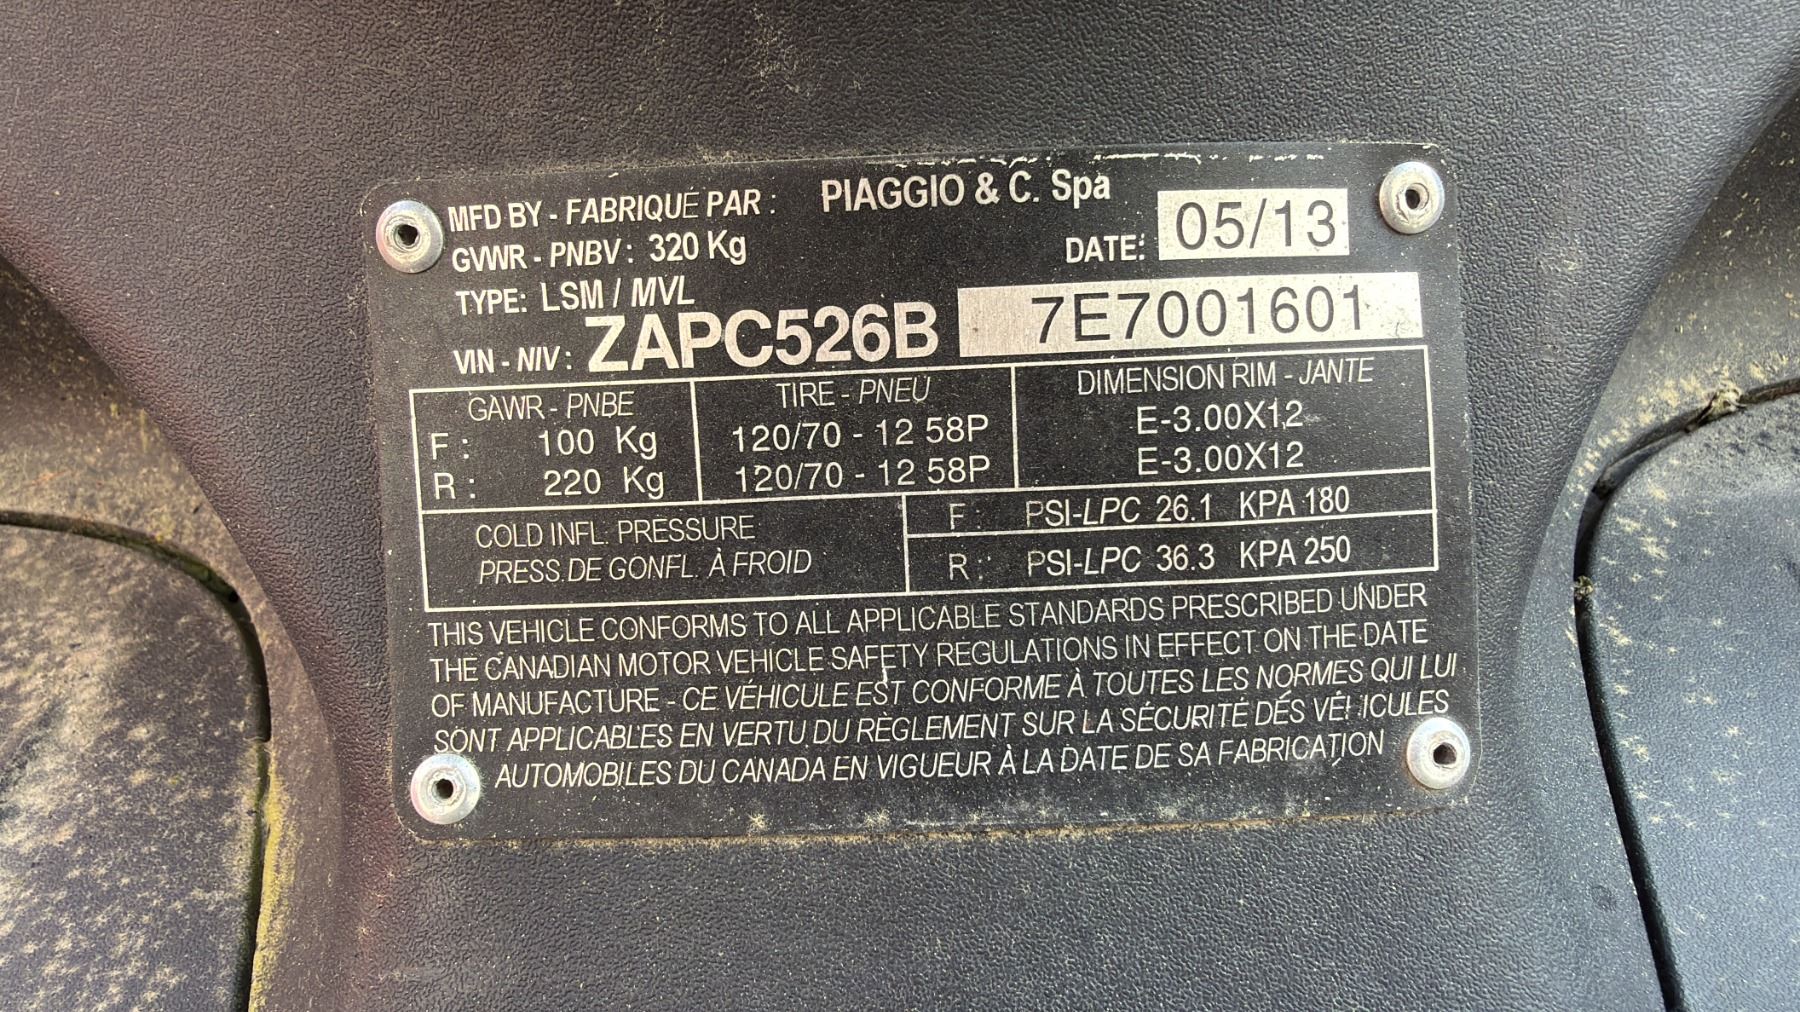 MFD BY - FABRIQUÉ PAR : PIAGGIO & C. Spa
GVWR - PNBV : 320 Kg DATE: 05/13
TYPE: LSM / MVL
VIN - NIV : ZAPC526B 7E7001601
GAWR - PNBE TIRE - PNEU DIMENSION RIM - JANTE
F : 100 Kg 120/70 - 12 58P E-3.00X12
R : 220 Kg 120/70 - 12 58P E-3.00X12
COLD INFL. PRESSURE F : PSI-LPC 26.1 KPA 180
PRESS. DE GONFL. À FROID R : PSI-LPC 36.3 KPA 250
THIS VEHICLE CONFORMS TO ALL APPLICABLE STANDARDS PRESCRIBED UNDER
THE CANADIAN MOTOR VEHICLE SAFETY REGULATIONS IN EFFECT ON THE DATE
OF MANUFACTURE - CE VÉHICULE EST CONFORME À TOUTES LES NORMES QUI LUI
SONT APPLICABLES EN VERTU DU RÈGLEMENT SUR LA SÉCURITÉ DÉS VÉHICULES
AUTOMOBILES DU CANADA EN VIGUEUR À LA DATE DE SA FABRICATION